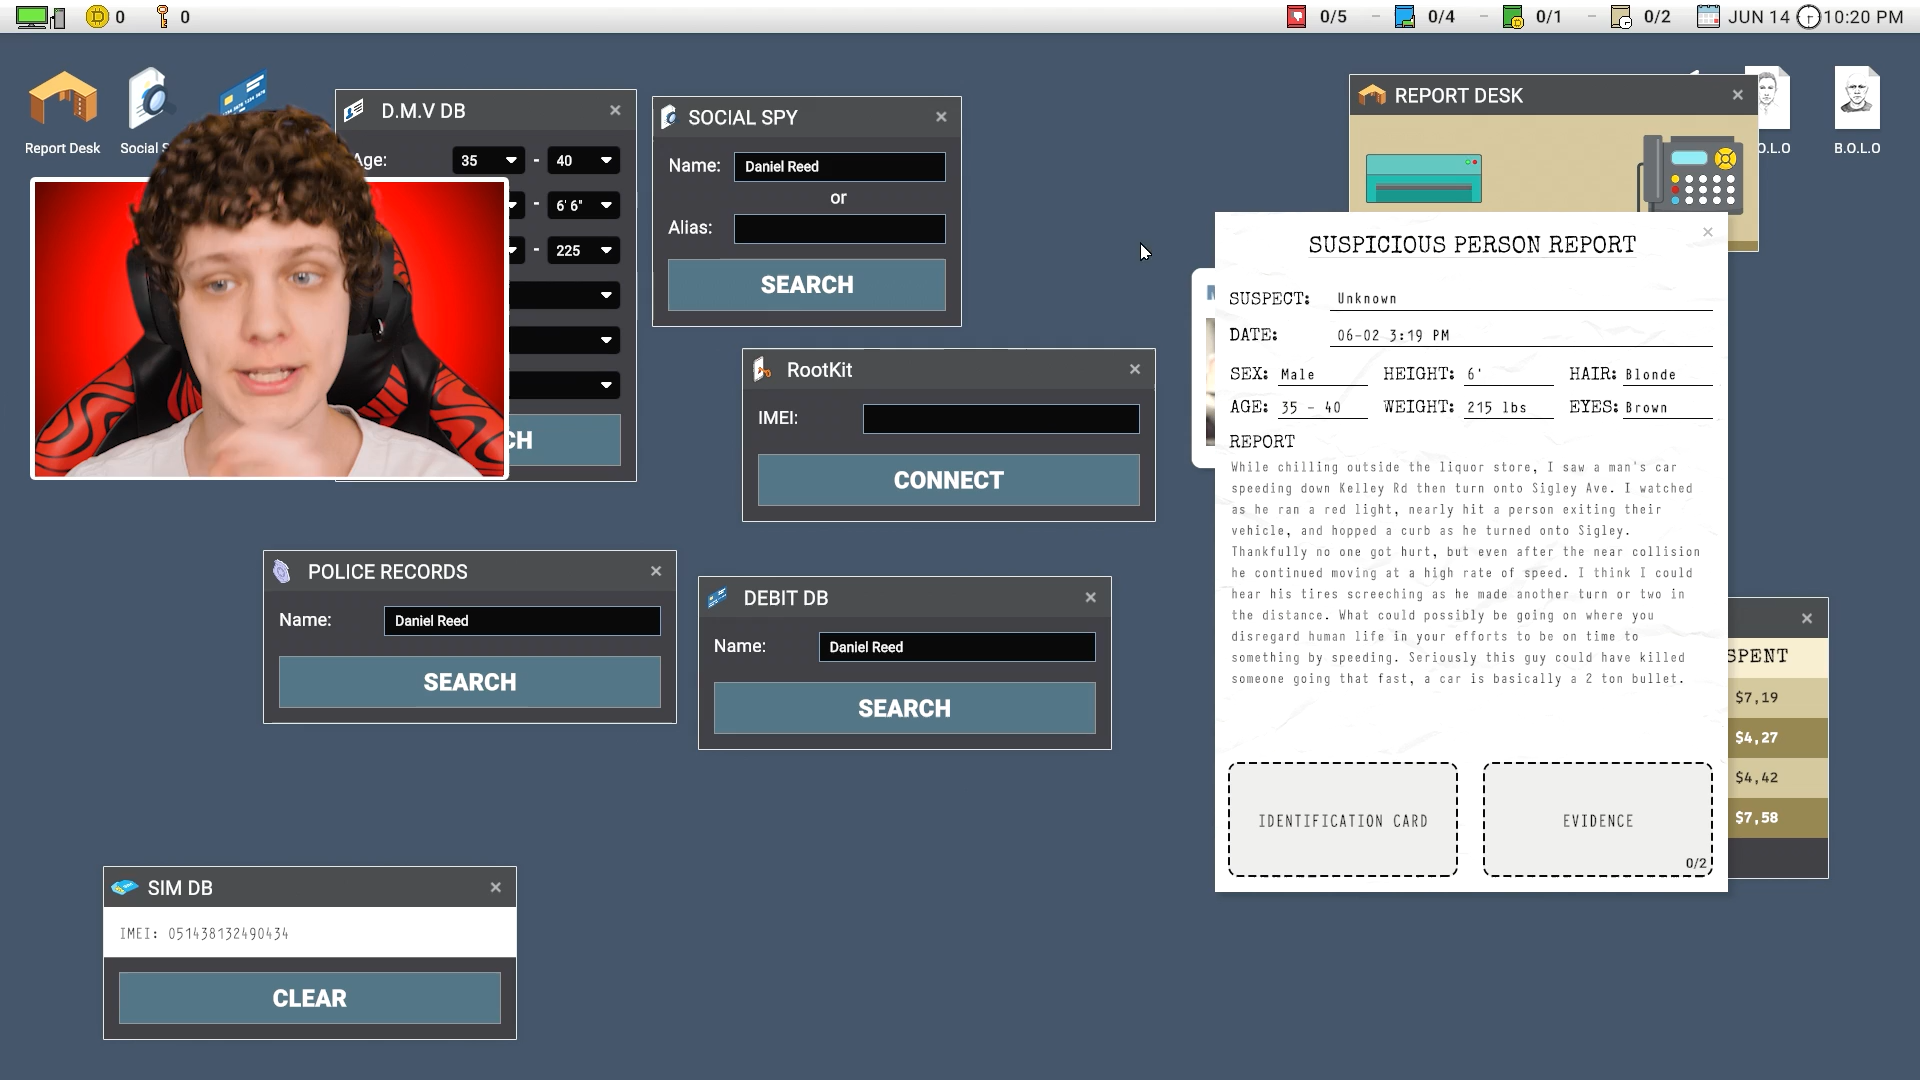 0
0
0/5
0/4
0/1
0/2
JUN 14
10:20 PM
Report Desk
Social S
B.O.L.O
D.M.V DB
Age:
35
-
40
-
6' 6"
-
225
CH
SOCIAL SPY
Name:
Daniel Reed
or
Alias:
SEARCH
RootKit
IMEI:
CONNECT
POLICE RECORDS
Name:
Daniel Reed
SEARCH
DEBIT DB
Name:
Daniel Reed
SEARCH
SIM DB
IMEI: 051438132490434
CLEAR
REPORT DESK
SUSPICIOUS PERSON REPORT
SUSPECT: Unknown
DATE: 06-02 3:19 PM
SEX: Male HEIGHT: 6' HAIR: Blonde
AGE: 35 - 40 WEIGHT: 215 lbs EYES: Brown
REPORT
While chilling outside the liquor store, I saw a man's car
speeding down Kelley Rd then turn onto Sigley Ave. I watched
as he ran a red light, nearly hit a person exiting their
vehicle, and hopped a curb as he turned onto Sigley.
Thankfully no one got hurt, but even after the near collision
he continued moving at a high rate of speed. I think I could
hear his tires screeching as he made another turn or two in
the distance. What could possibly be going on where you
disregard human life in your efforts to be on time to
something by speeding. Seriously this guy could have killed
someone going that fast, a car is basically a 2 ton bullet.
IDENTIFICATION CARD
EVIDENCE
0/2
SPENT
$7,19
$4,27
$4,42
$7,58